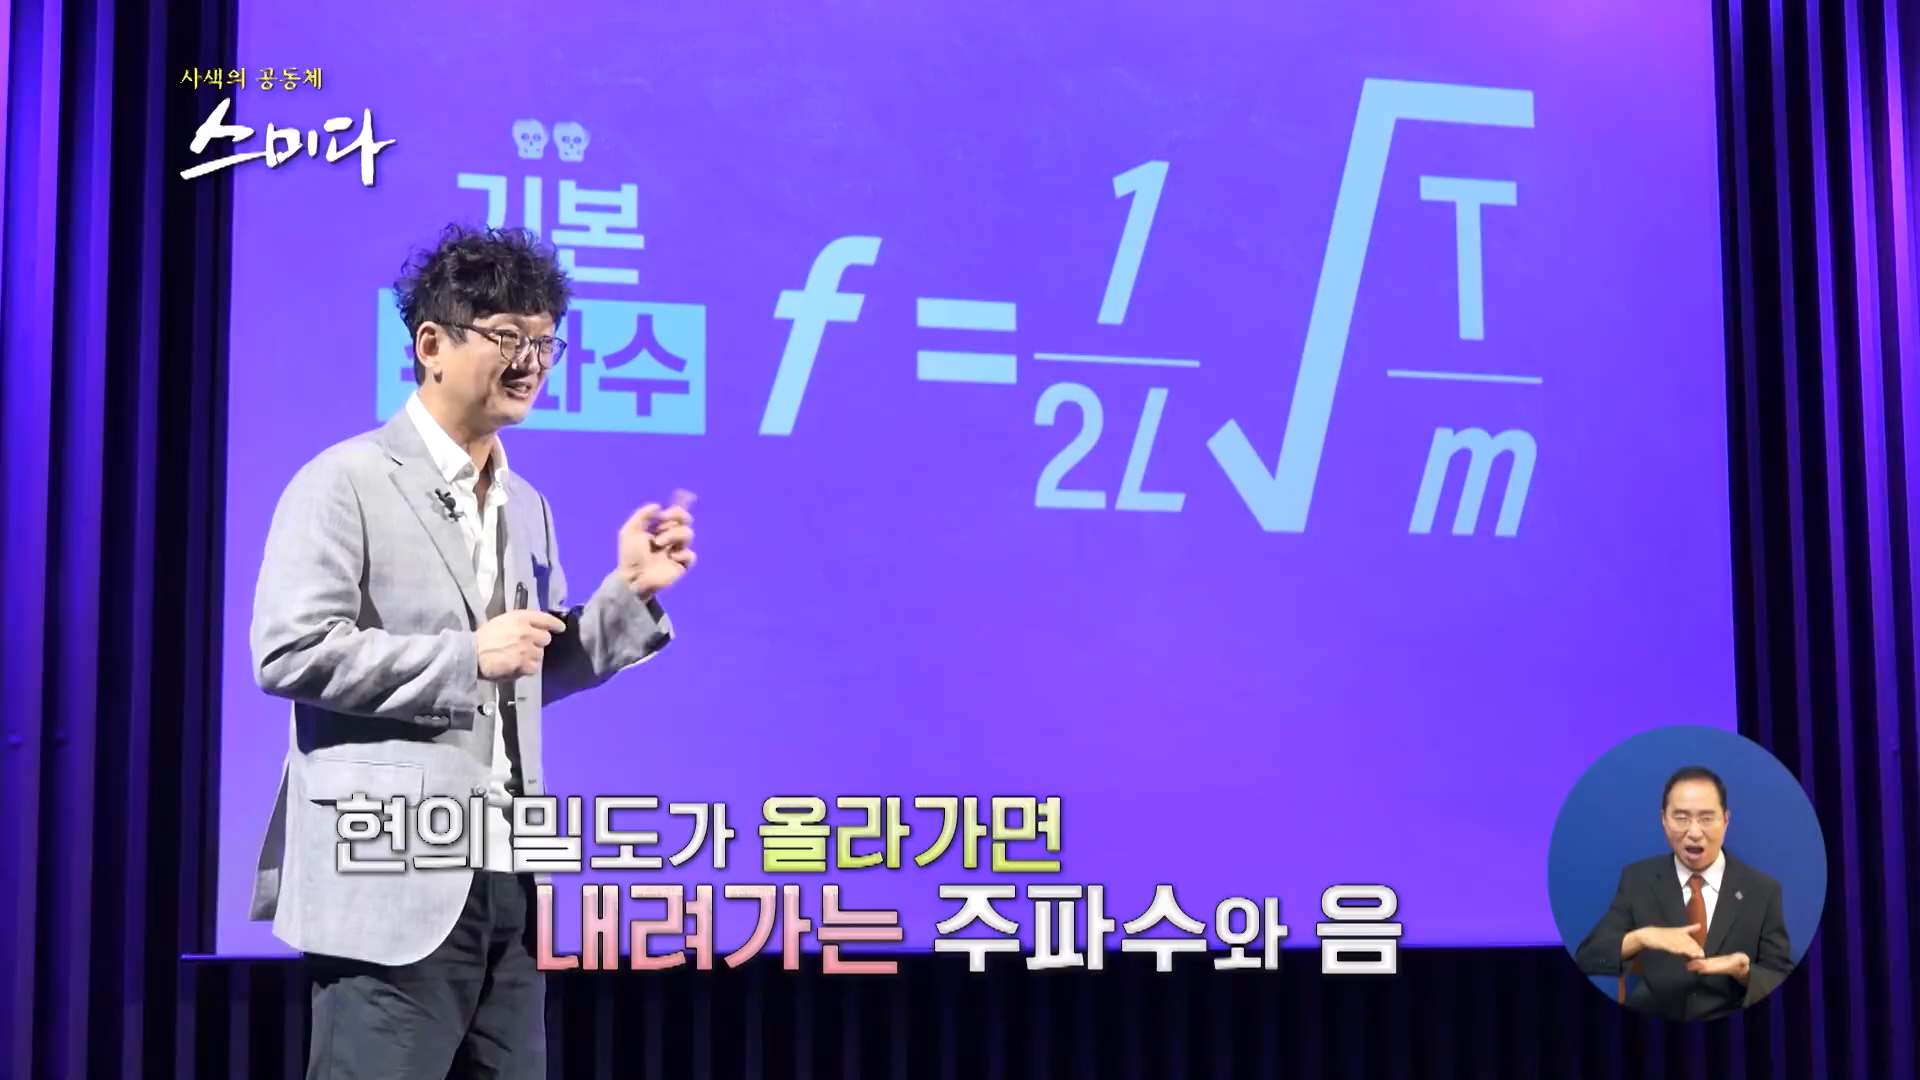 사색의 공동체
스미다
기본
파수
f = 1/2L √T/m
현의 밀도가 올라가면
내려가는 주파수와 음